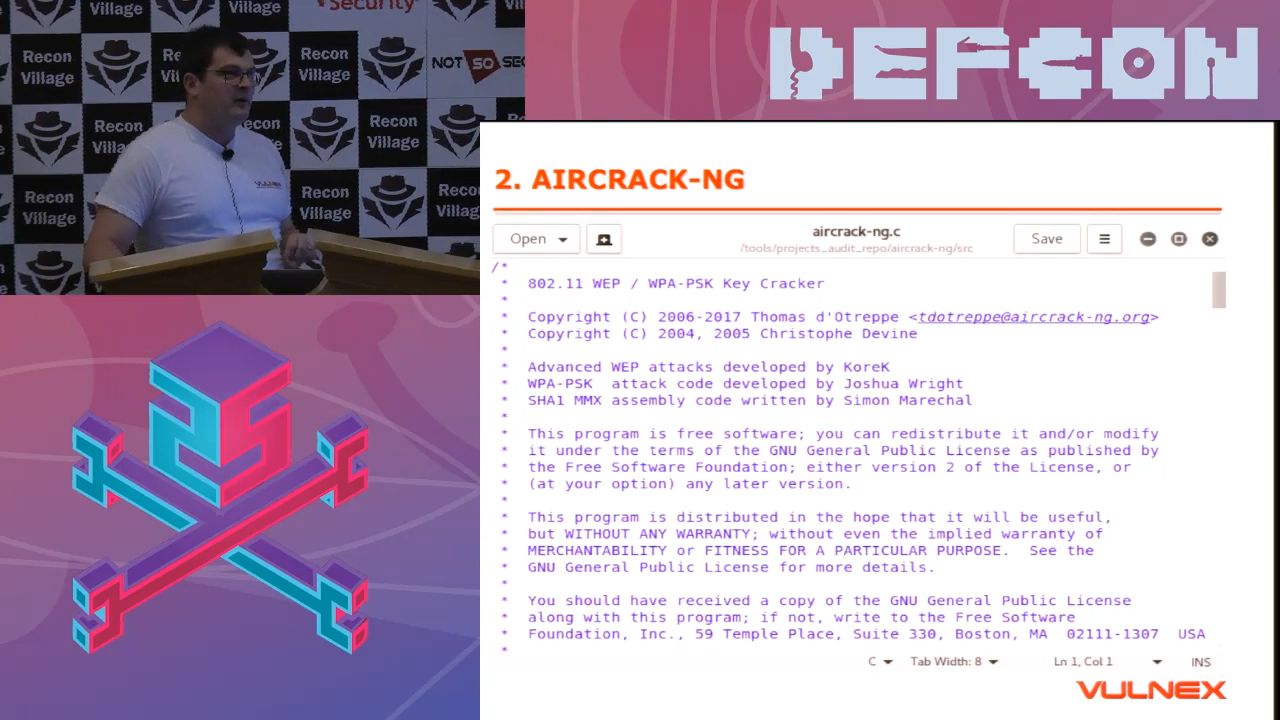 Security
Recon
Village
Recon
Village
NOT SO SEC
Recon
Village
econ
Village
Recon
Village
Recon
Village
Recon
Village
Villag
VULNEX
DEFCON
2. AIRCRACK-NG
Open
aircrack-ng.c
/tools/projects_audit_repo/aircrack-ng/src
Save
/*
* 802.11 WEP / WPA-PSK Key Cracker
*
* Copyright (C) 2006-2017 Thomas d'Otreppe <tdotreppe@aircrack-ng.org>
* Copyright (C) 2004, 2005 Christophe Devine
*
* Advanced WEP attacks developed by KoreK
* WPA-PSK  attack code developed by Joshua Wright
* SHA1 MMX assembly code written by Simon Marechal
*
* This program is free software; you can redistribute it and/or modify
* it under the terms of the GNU General Public License as published by
* the Free Software Foundation; either version 2 of the License, or
* (at your option) any later version.
*
* This program is distributed in the hope that it will be useful,
* but WITHOUT ANY WARRANTY; without even the implied warranty of
* MERCHANTABILITY or FITNESS FOR A PARTICULAR PURPOSE.  See the
* GNU General Public License for more details.
*
* You should have received a copy of the GNU General Public License
* along with this program; if not, write to the Free Software
* Foundation, Inc., 59 Temple Place, Suite 330, Boston, MA  02111-1307  USA
*
C
Tab Width: 8
Ln 1, Col 1
INS
VULNEX